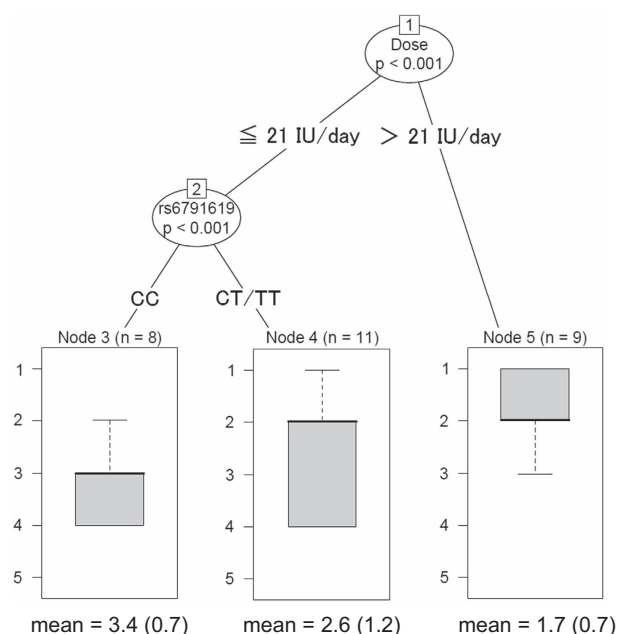 1
Dose
p < 0.001
≦ 21 IU/day > 21 IU/day
2
rs6791619
p < 0.001
CC CT/TT
Node 3 (n = 8)
1
2
3
4
5
mean = 3.4 (0.7)
Node 4 (n = 11)
1
2
3
4
5
mean = 2.6 (1.2)
Node 5 (n = 9)
1
2
3
4
5
mean = 1.7 (0.7)